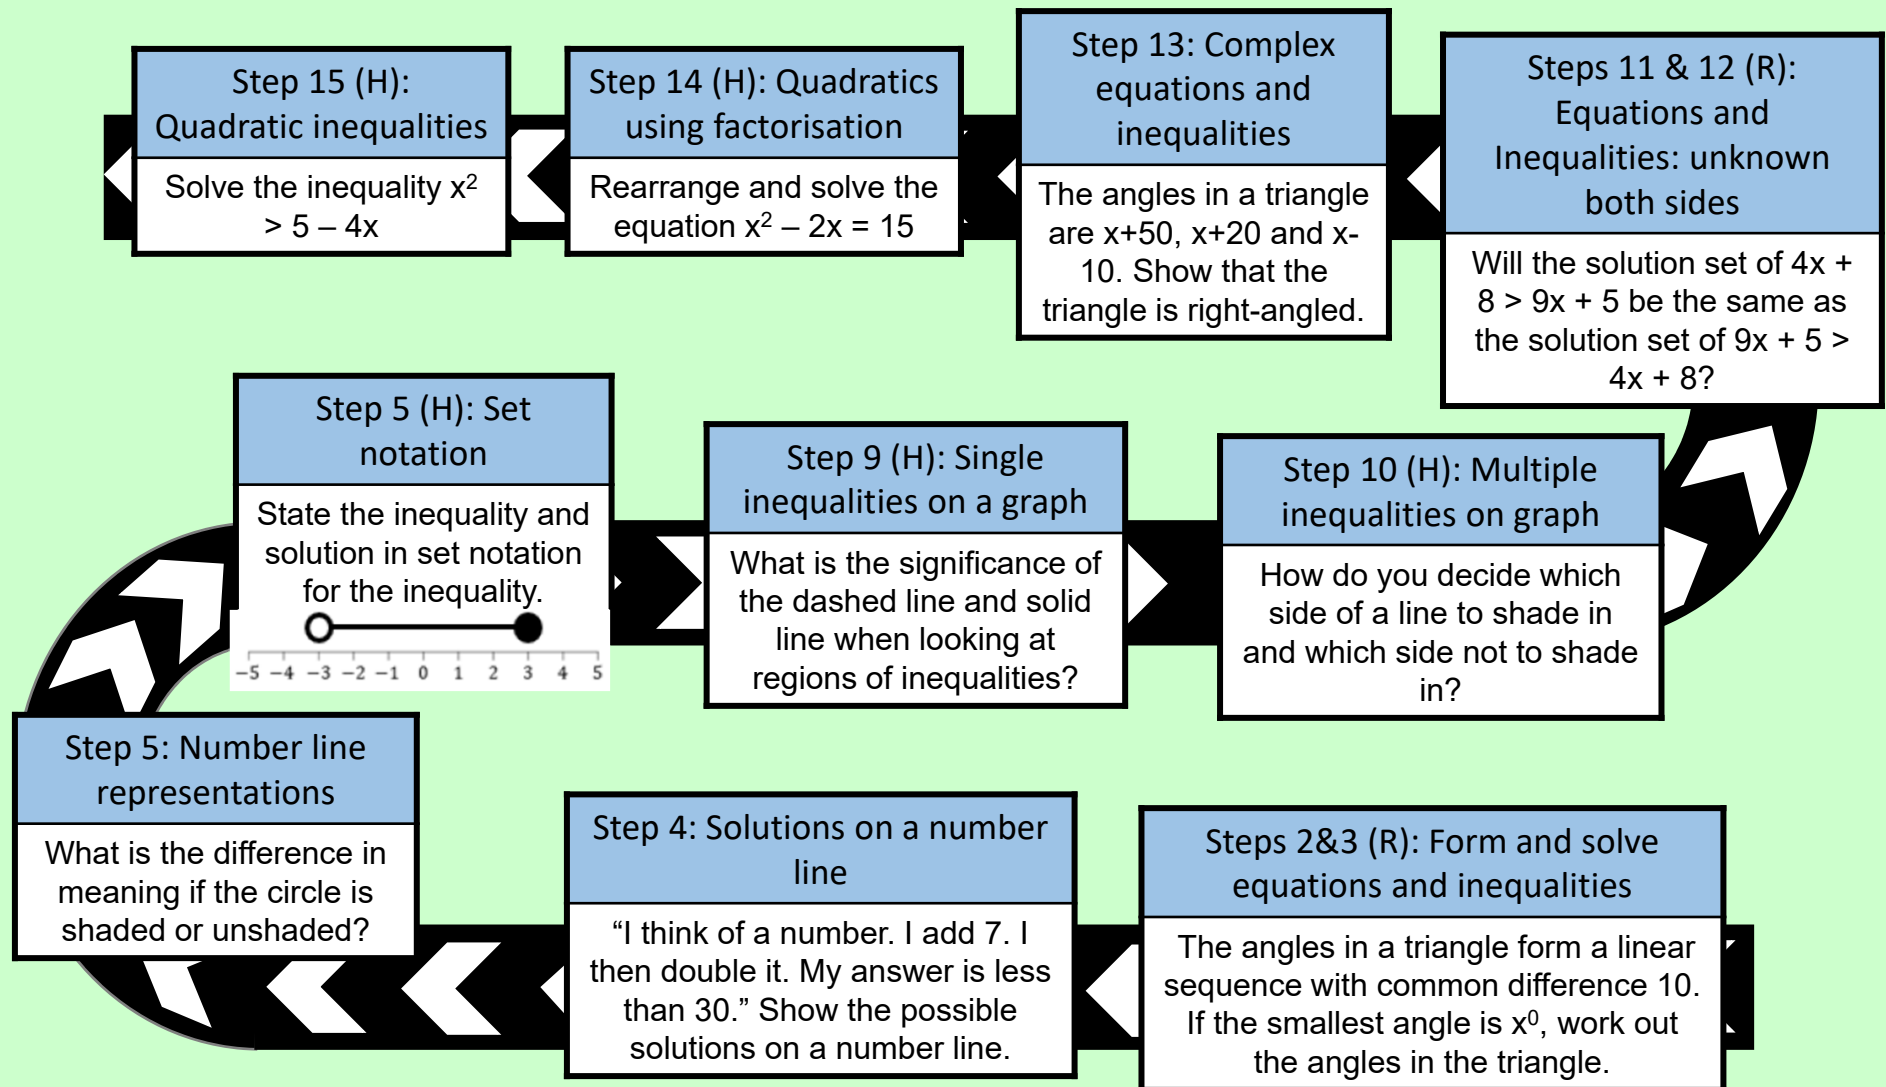 Step 15 (H):
Quadratic inequalities
Solve the inequality x²
> 5 – 4x
Step 14 (H): Quadratics
using factorisation
Rearrange and solve the
equation x² – 2x = 15
Step 13: Complex
equations and
inequalities
The angles in a triangle
are x+50, x+20 and x-
10. Show that the
triangle is right-angled.
Steps 11 & 12 (R):
Equations and
Inequalities: unknown
both sides
Will the solution set of 4x +
8 > 9x + 5 be the same as
the solution set of 9x + 5 >
4x + 8?
Step 5 (H): Set
notation
State the inequality and
solution in set notation
for the inequality.
−5 −4 −3 −2 −1 0 1 2 3 4 5
Step 9 (H): Single
inequalities on a graph
What is the significance of
the dashed line and solid
line when looking at
regions of inequalities?
Step 10 (H): Multiple
inequalities on graph
How do you decide which
side of a line to shade in
and which side not to shade
in?
Step 5: Number line
representations
What is the difference in
meaning if the circle is
shaded or unshaded?
Step 4: Solutions on a number
line
“I think of a number. I add 7. I
then double it. My answer is less
than 30.” Show the possible
solutions on a number line.
Steps 2&3 (R): Form and solve
equations and inequalities
The angles in a triangle form a linear
sequence with common difference 10.
If the smallest angle is x⁰, work out
the angles in the triangle.